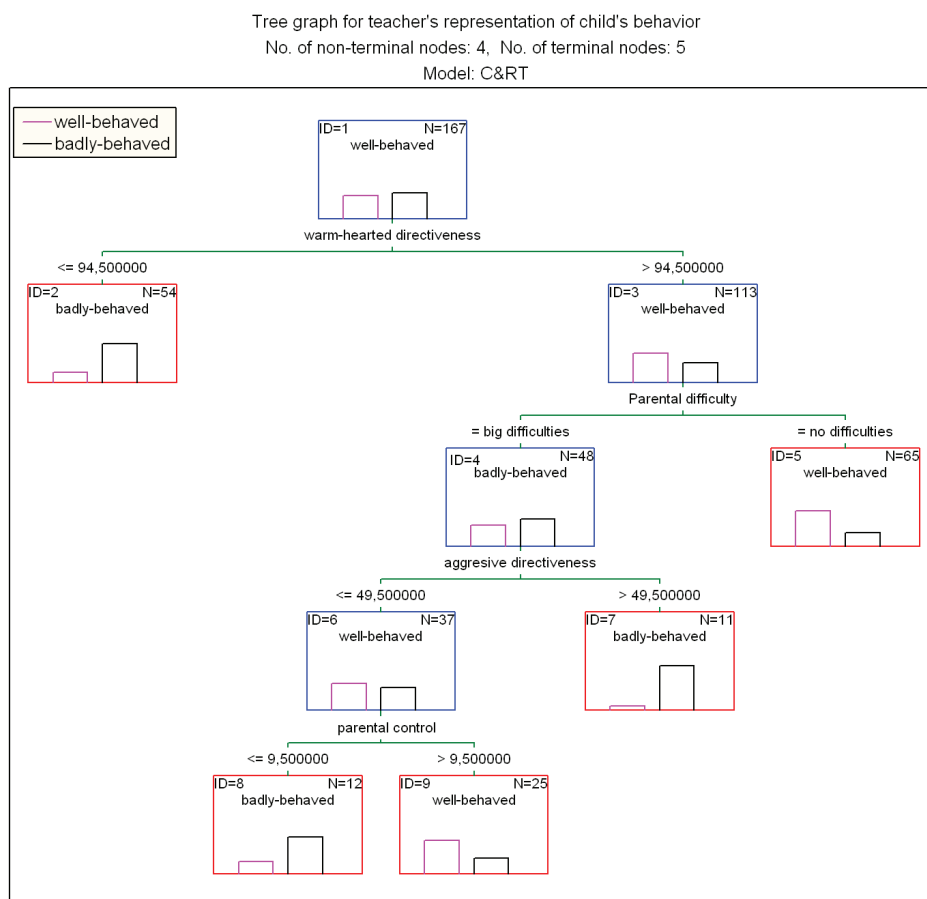 Tree graph for teacher's representation of child's behavior
No. of non-terminal nodes: 4,  No. of terminal nodes: 5
Model: C&RT
well-behaved
badly-behaved
ID=1 N=167
well-behaved
warm-hearted directiveness
<= 94,500000 > 94,500000
ID=2 N=54 ID=3 N=113
badly-behaved well-behaved
Parental difficulty
= big difficulties = no difficulties
ID=4 N=48 ID=5 N=65
badly-behaved well-behaved
aggresive directiveness
<= 49,500000 > 49,500000
ID=6 N=37 ID=7 N=11
well-behaved badly-behaved
parental control
<= 9,500000 > 9,500000
ID=8 N=12 ID=9 N=25
badly-behaved well-behaved